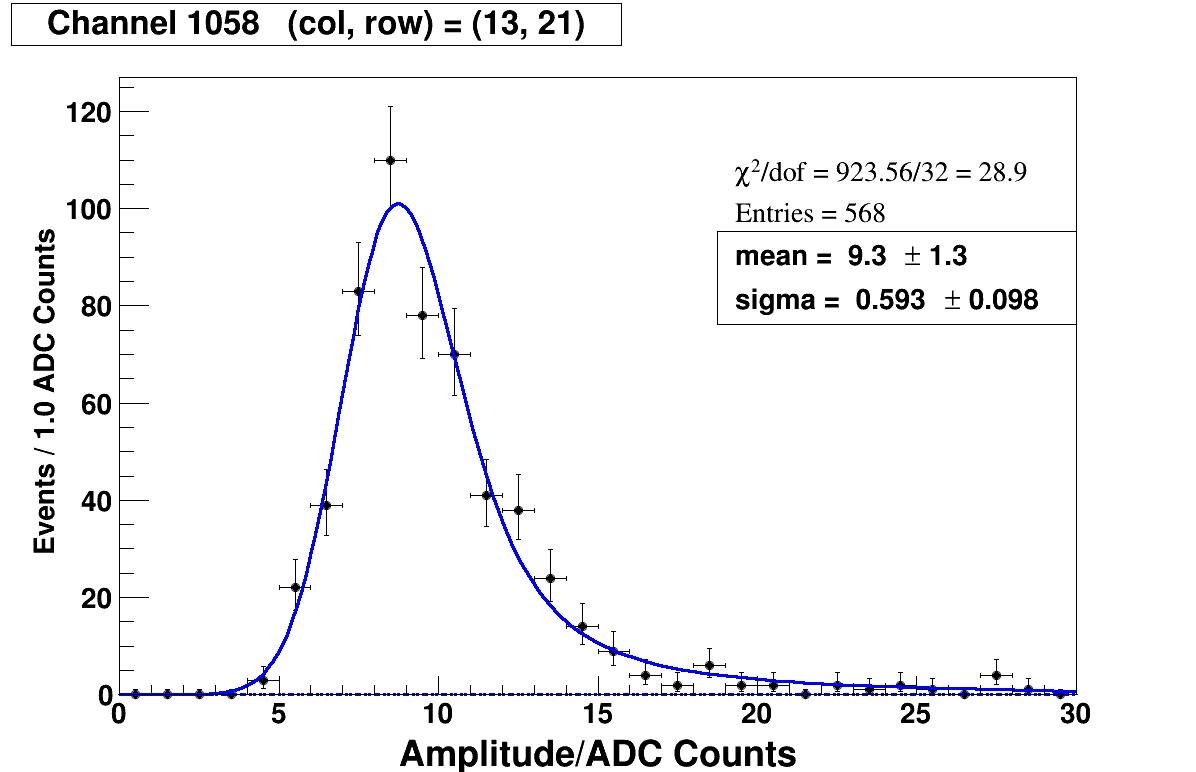 Channel 1058 (col, row) = (13, 21)
χ²/dof = 923.56/32 = 28.9
Entries = 568
mean = 9.3 ± 1.3
sigma = 0.593 ± 0.098
Events / 1.0 ADC Counts
120
100
80
60
40
20
0
0 5 10 15 20 25 30
Amplitude/ADC Counts